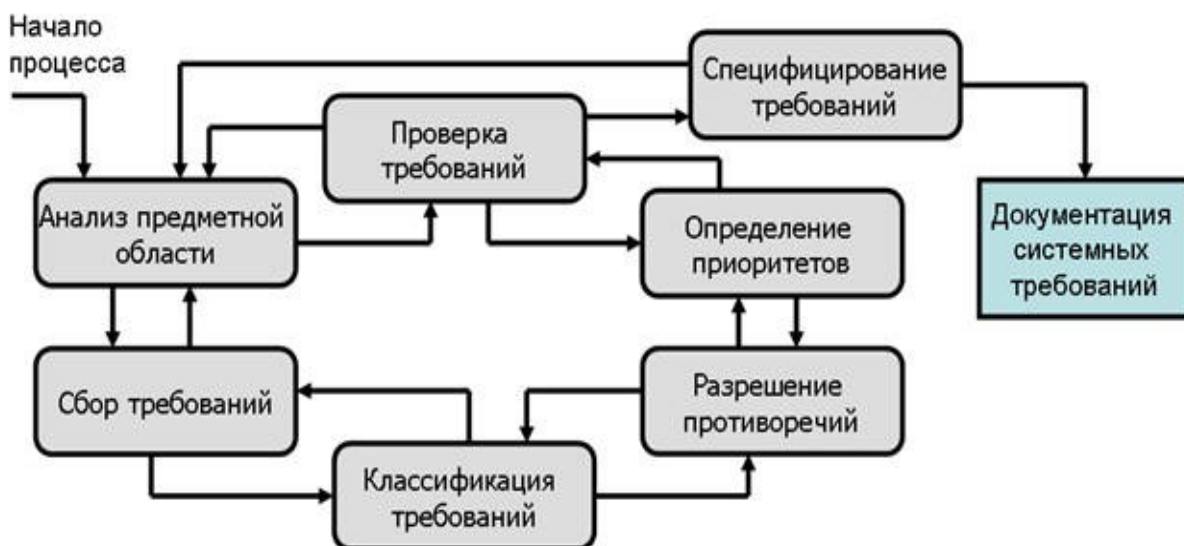 Начало
процесса
Спецификация
требований
Проверка
требований
Анализ предметной
области
Определение
приоритетов
Документация
системных
требований
Сбор требований
Разрешение
противоречий
Классификация
требований